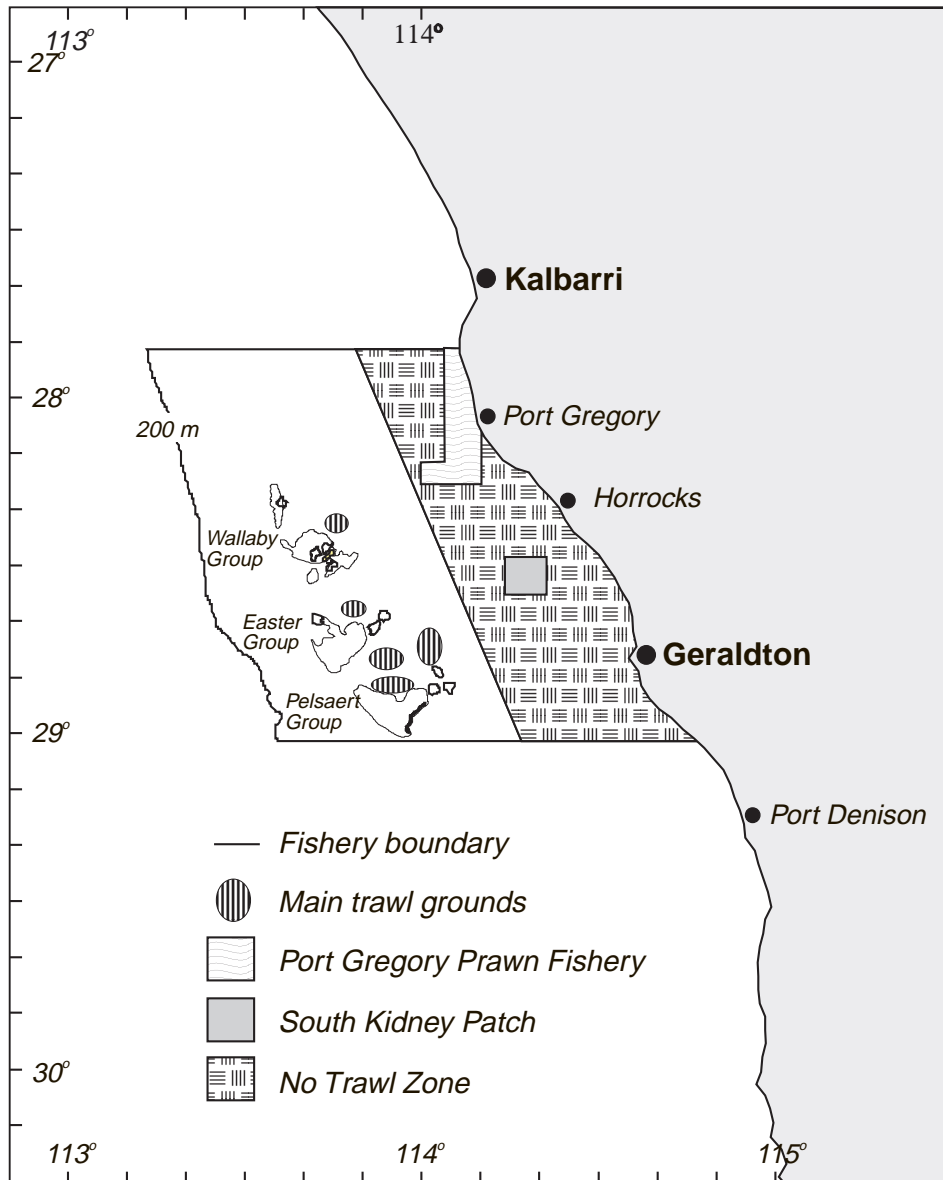 113° 114°
27°
Kalbarri
28°
Port Gregory
200 m
Horrocks
Wallaby
Group
Easter
Group
Geraldton
Pelsaert
Group
29°
Port Denison
Fishery boundary
Main trawl grounds
Port Gregory Prawn Fishery
South Kidney Patch
30°
No Trawl Zone
113° 114° 115°